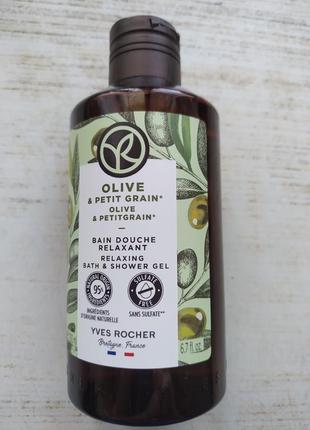 OLIVE
& PETIT GRAIN*
OLIVE
& PETITGRAIN*
BAIN DOUCHE
RELAXANT
RELAXING
BATH & SHOWER GEL
95%
INGRÉDIENTS
D'ORIGINE NATURELLE
SULFATE
FREE
SANS SULFATE**
YVES ROCHER
Bretagne, France
6.7 fl.oz